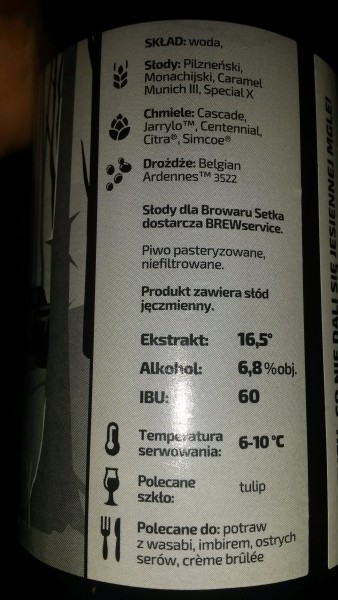 SKŁAD: woda,
Słody: Pilzneński,
Monachijski, Caramel
Munich III, Special X
Chmiele: Cascade,
Jarrylo™, Centennial,
Citra®, Simcoe®
Drożdże: Belgian
Ardennes™ 3522
Słody dla Browaru Setka
dostarcza BREWservice.
Piwo pasteryzowane,
niefiltrowane.
Produkt zawiera słód
jęczmienny.
Ekstrakt: 16,5°
Alkohol: 6,8%obj.
IBU: 60
Temperatura
serwowania: 6-10°C
Polecane
szkło: tulip
Polecane do: potraw
z wasabi, imbirem, ostrych
serów, crème brûlée
SIĘ JESIENNEJ MGLE!